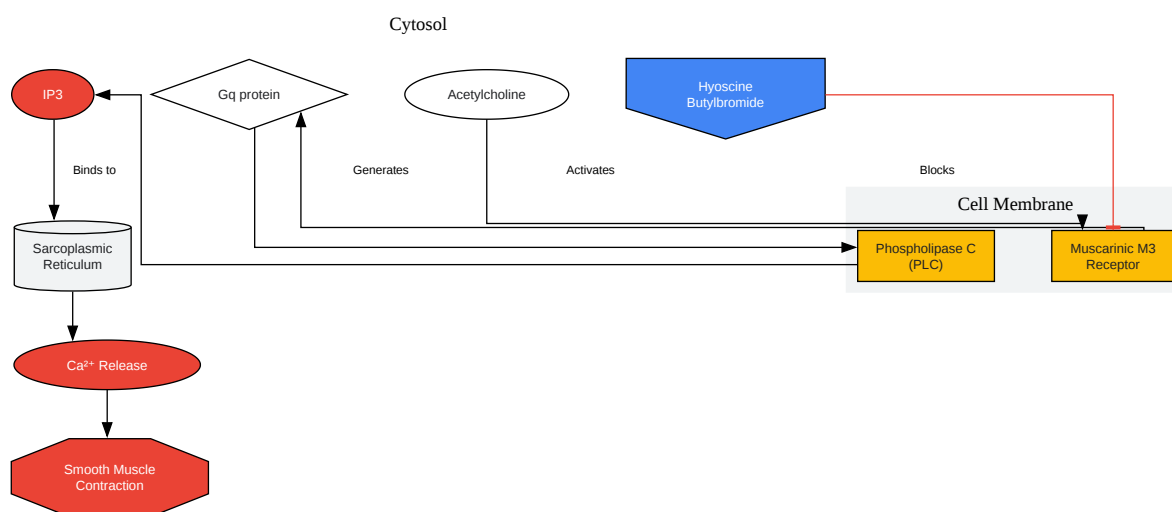 Cytosol
IP3
Gq protein
Acetylcholine
Hyoscine
Butylbromide
Binds to
Generates
Activates
Blocks
Cell Membrane
Sarcoplasmic
Reticulum
Phospholipase C
(PLC)
Muscarinic M3
Receptor
Ca²⁺ Release
Smooth Muscle
Contraction